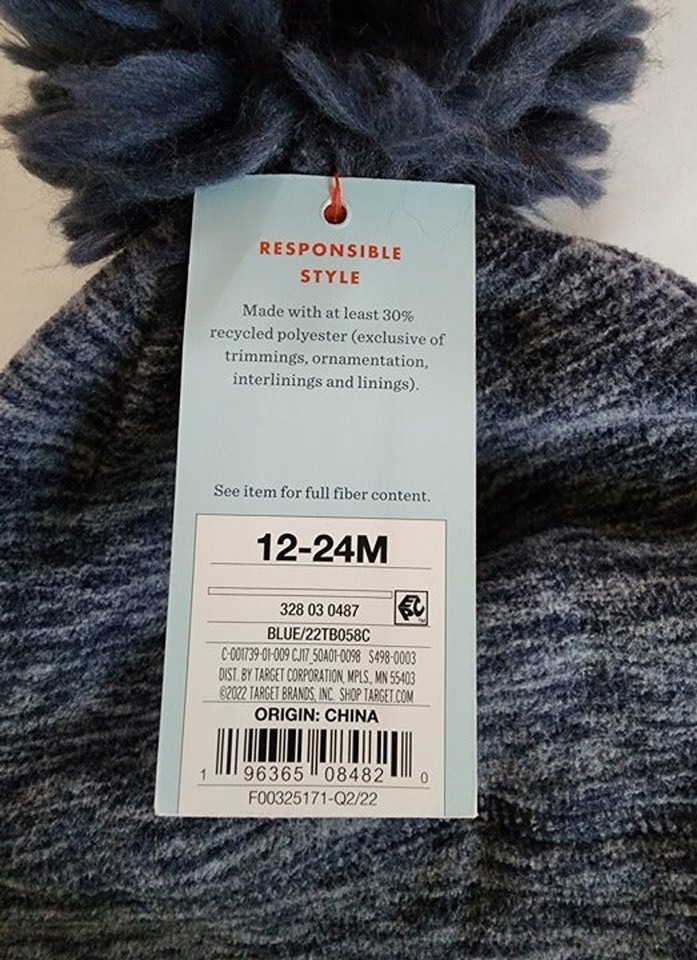 RESPONSIBLE
STYLE
Made with at least 30%
recycled polyester (exclusive of
trimmings, ornamentation,
interlinings and linings).
See item for full fiber content.
12-24M
328 03 0487
EPC
BLUE/22TB058C
C-001739-01-009 CJ17_50A01-0098 S498-0003
DIST. BY TARGET CORPORATION, MPLS., MN 55403
©2022 TARGET BRANDS, INC. SHOP TARGET.COM
ORIGIN: CHINA
1 96365 08482 0
F00325171-Q2/22